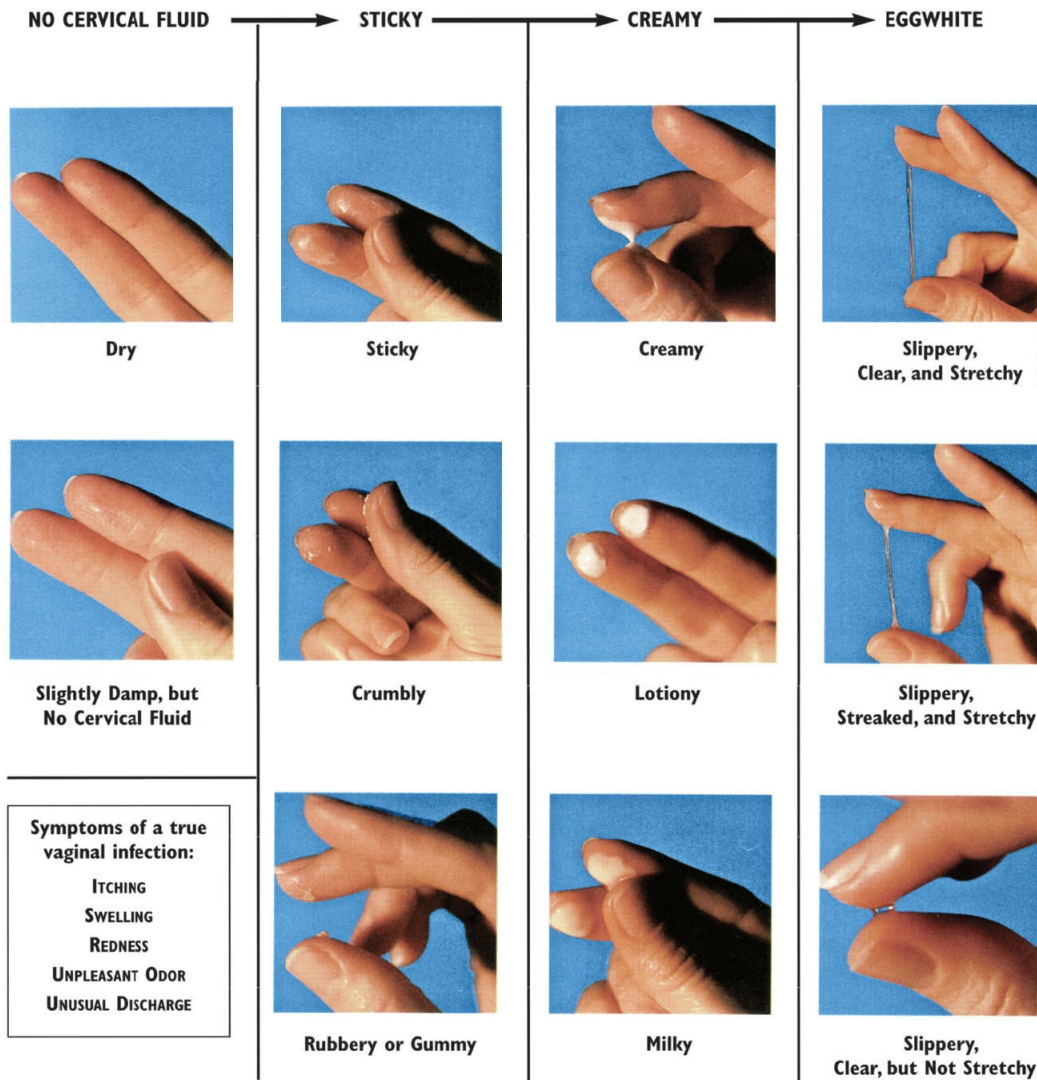 NO CERVICAL FLUID
STICKY
CREAMY
EGGWHITE
Dry
Sticky
Creamy
Slippery,
Clear, and Stretchy
Slightly Damp, but
No Cervical Fluid
Crumbly
Lotiony
Slippery,
Streaked, and Stretchy
Symptoms of a true
vaginal infection:
ITCHING
SWELLING
REDNESS
UNPLEASANT ODOR
UNUSUAL DISCHARGE
Rubbery or Gummy
Milky
Slippery,
Clear, but Not Stretchy